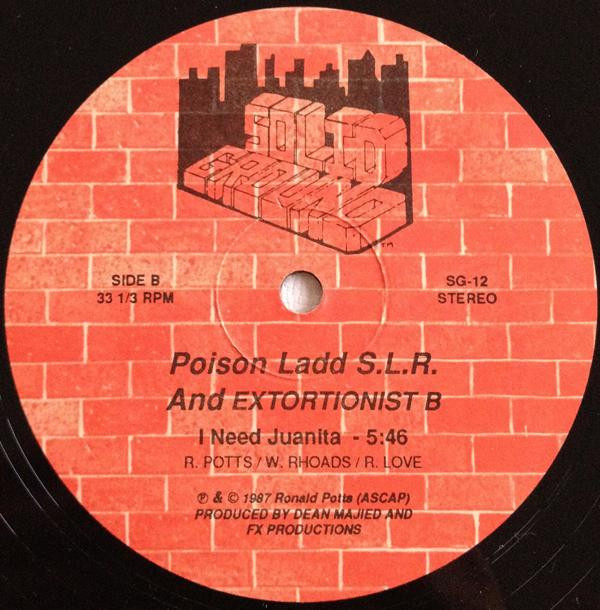 SOLID
GROUND
TM
SIDE B
33 1/3 RPM
SG-12
STEREO
Poison Ladd S.L.R.
And EXTORTIONIST B
I Need Juanita - 5:46
R. POTTS / W. RHOADS / R. LOVE
℗ & © 1987 Ronald Potts (ASCAP)
PRODUCED BY DEAN MAJIED AND
FX PRODUCTIONS